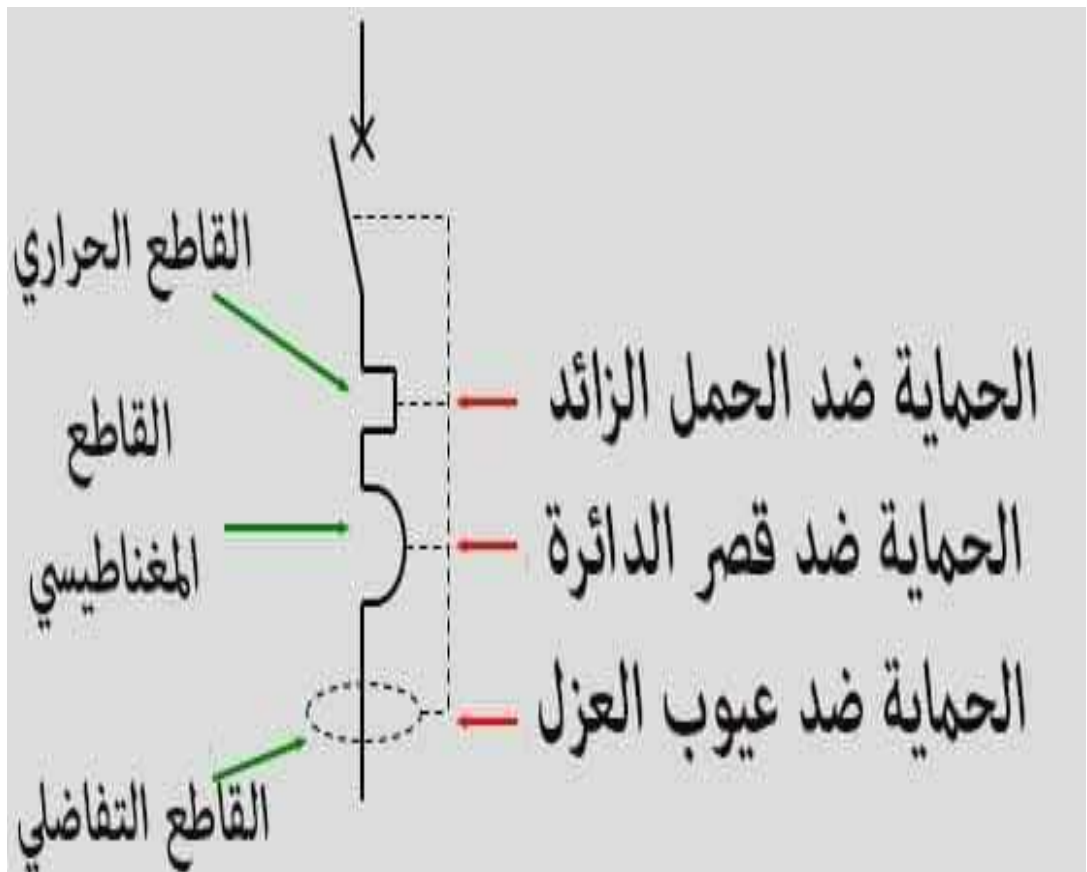 القاطع الحراري
الحماية ضد الحمل الزائد
القاطع
المغناطيسي
الحماية ضد قصر الدائرة
الحماية ضد عيوب العزل
القاطع التفاضلي